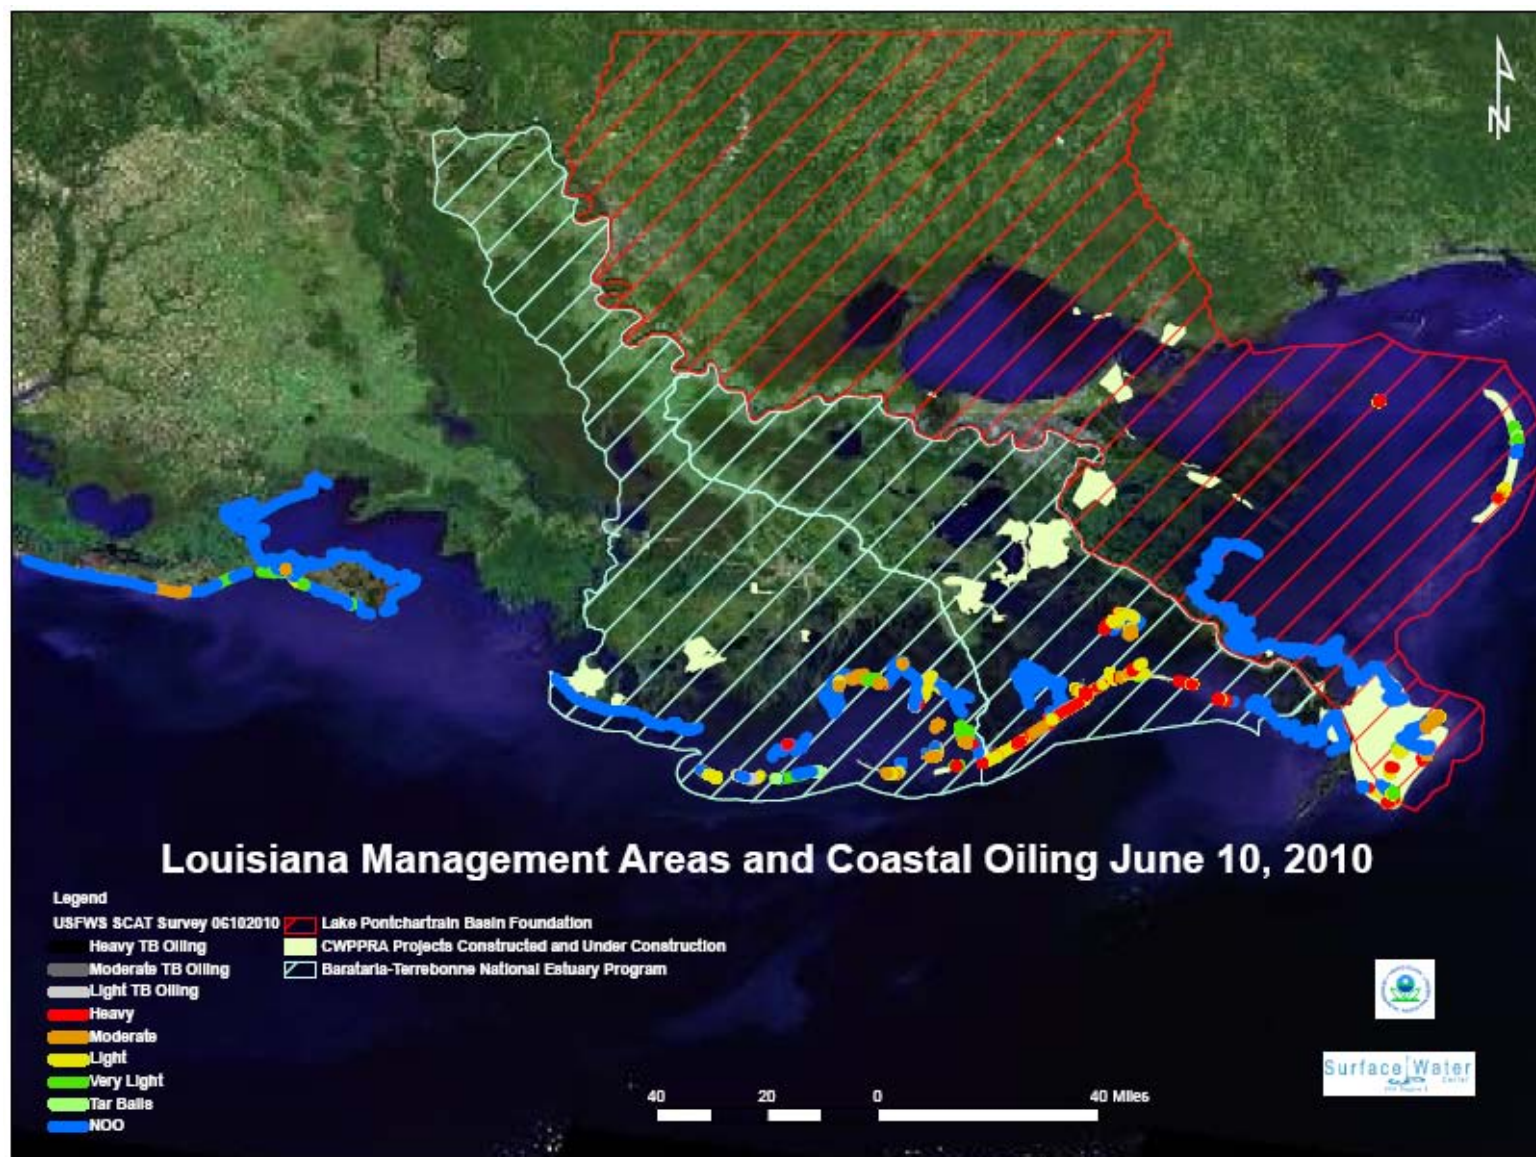 N
Louisiana Management Areas and Coastal Oiling June 10, 2010
Legend
USFWS SCAT Survey 06102010
Heavy TB Oiling
Moderate TB Oiling
Light TB Oiling
Heavy
Moderate
Light
Very Light
Tar Balls
NOO
Lake Pontchartrain Basin Foundation
CWPPRA Projects Constructed and Under Construction
Barataria-Terrebonne National Estuary Program
40 20 0 40 Miles
Surface Water
Center